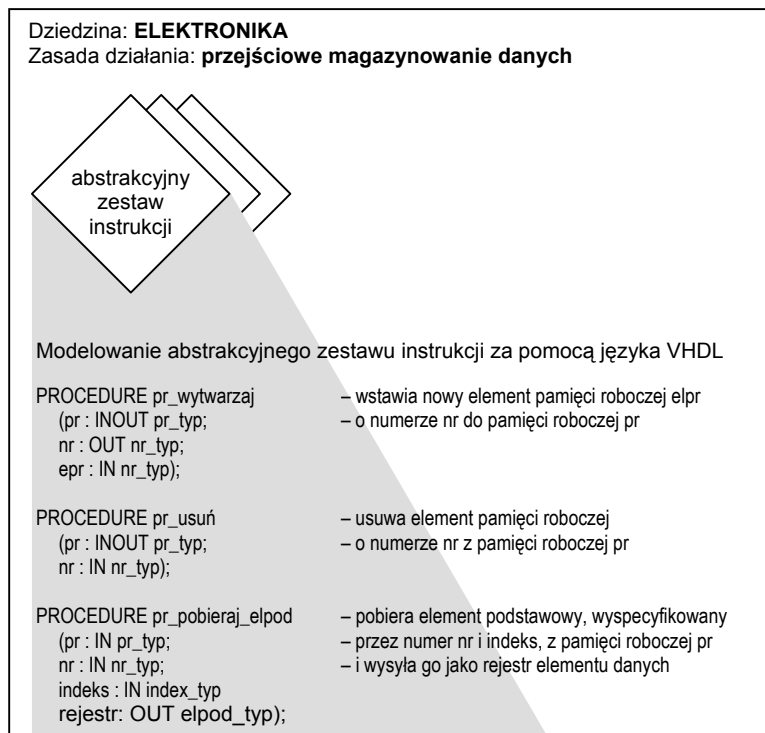 Dziedzina: ELEKTRONIKA
Zasada działania: przejściowe magazynowanie danych
abstrakcyjny
zestaw
instrukcji
Modelowanie abstrakcyjnego zestawu instrukcji za pomocą języka VHDL
PROCEDURE pr_wytwarzaj – wstawia nowy element pamięci roboczej elpr
(pr : INOUT pr_typ; – o numerze nr do pamięci roboczej pr
nr : OUT nr_typ;
epr : IN nr_typ);
PROCEDURE pr_usuń – usuwa element pamięci roboczej
(pr : INOUT pr_typ; – o numerze nr z pamięci roboczej pr
nr : IN nr_typ);
PROCEDURE pr_pobieraj_elpod – pobiera element podstawowy, wyspecyfikowany
(pr : IN pr_typ; – przez numer nr i indeks, z pamięci roboczej pr
nr : IN nr_typ; – i wysyła go jako rejestr elementu danych
indeks : IN index_typ
rejestr: OUT elpod_typ);